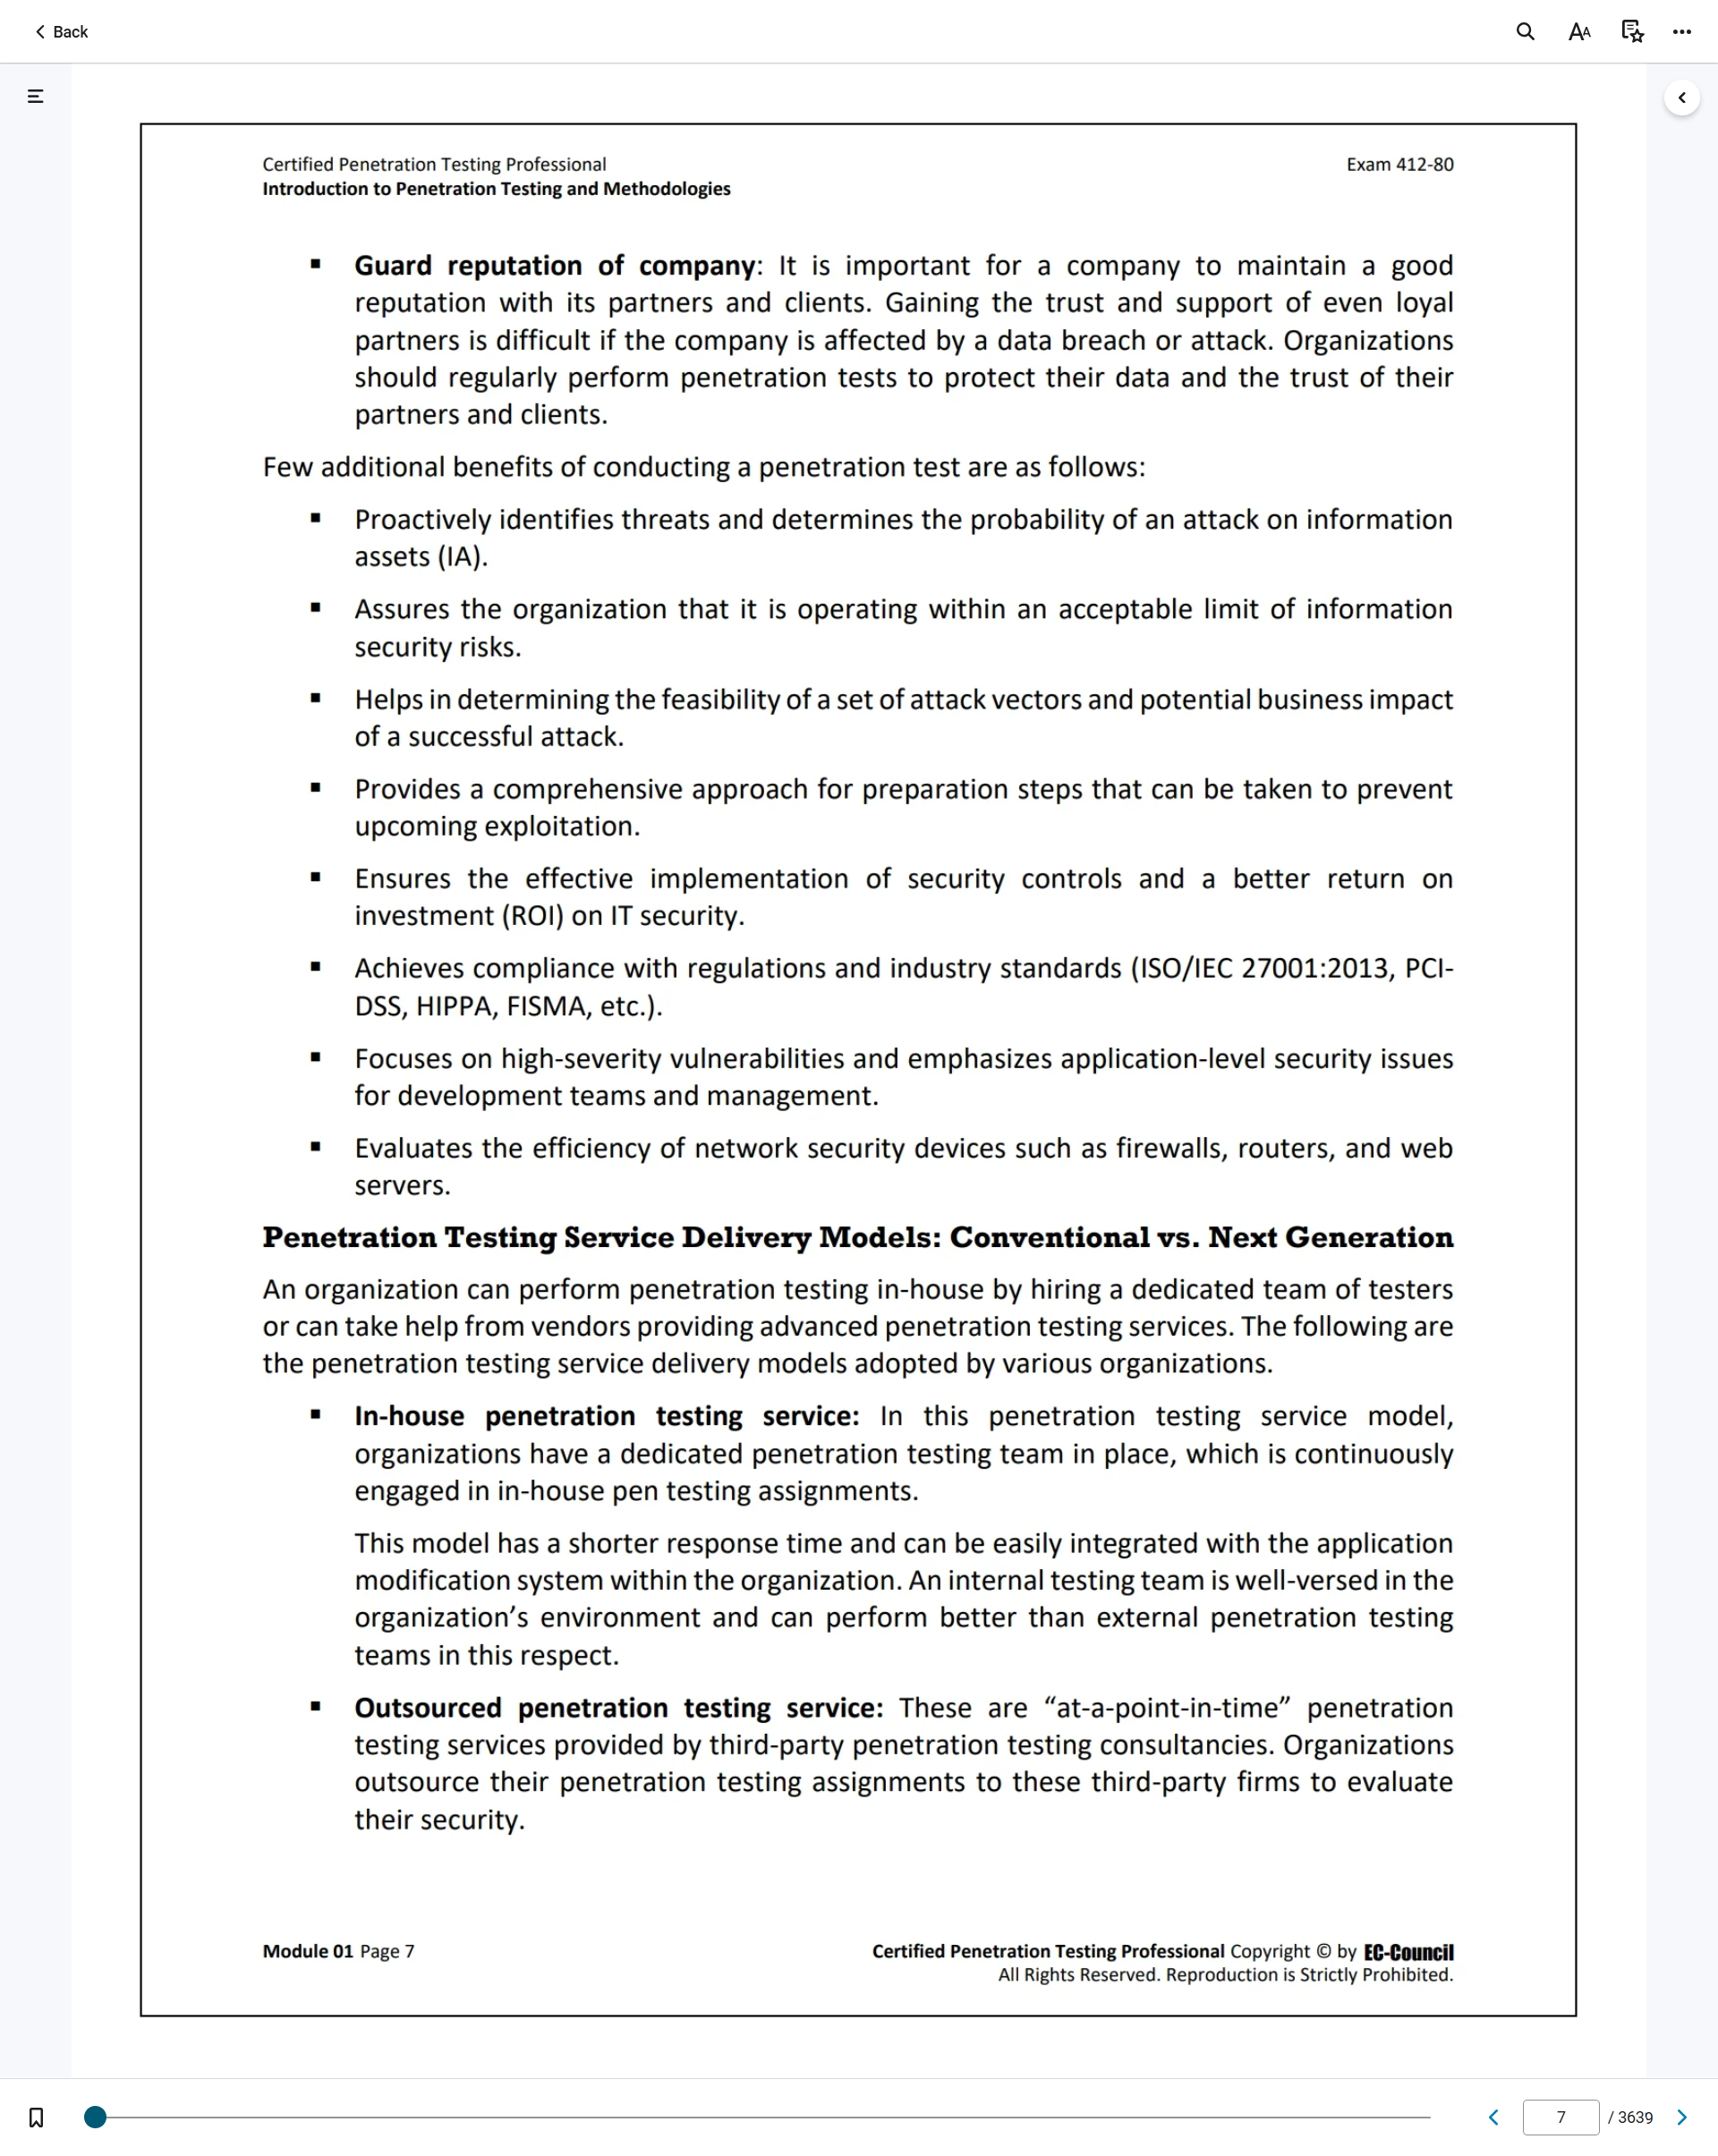 Back
Certified Penetration Testing Professional
Exam 412-80
Introduction to Penetration Testing and Methodologies
▪ Guard reputation of company: It is important for a company to maintain a good
reputation with its partners and clients. Gaining the trust and support of even loyal
partners is difficult if the company is affected by a data breach or attack. Organizations
should regularly perform penetration tests to protect their data and the trust of their
partners and clients.
Few additional benefits of conducting a penetration test are as follows:
▪ Proactively identifies threats and determines the probability of an attack on information
assets (IA).
▪ Assures the organization that it is operating within an acceptable limit of information
security risks.
▪ Helps in determining the feasibility of a set of attack vectors and potential business impact
of a successful attack.
▪ Provides a comprehensive approach for preparation steps that can be taken to prevent
upcoming exploitation.
▪ Ensures the effective implementation of security controls and a better return on
investment (ROI) on IT security.
▪ Achieves compliance with regulations and industry standards (ISO/IEC 27001:2013, PCI-
DSS, HIPPA, FISMA, etc.).
▪ Focuses on high-severity vulnerabilities and emphasizes application-level security issues
for development teams and management.
▪ Evaluates the efficiency of network security devices such as firewalls, routers, and web
servers.
Penetration Testing Service Delivery Models: Conventional vs. Next Generation
An organization can perform penetration testing in-house by hiring a dedicated team of testers
or can take help from vendors providing advanced penetration testing services. The following are
the penetration testing service delivery models adopted by various organizations.
▪ In-house penetration testing service: In this penetration testing service model,
organizations have a dedicated penetration testing team in place, which is continuously
engaged in in-house pen testing assignments.
This model has a shorter response time and can be easily integrated with the application
modification system within the organization. An internal testing team is well-versed in the
organization’s environment and can perform better than external penetration testing
teams in this respect.
▪ Outsourced penetration testing service: These are “at-a-point-in-time” penetration
testing services provided by third-party penetration testing consultancies. Organizations
outsource their penetration testing assignments to these third-party firms to evaluate
their security.
Module 01 Page 7
Certified Penetration Testing Professional Copyright © by EC-Council
All Rights Reserved. Reproduction is Strictly Prohibited.
7 / 3639